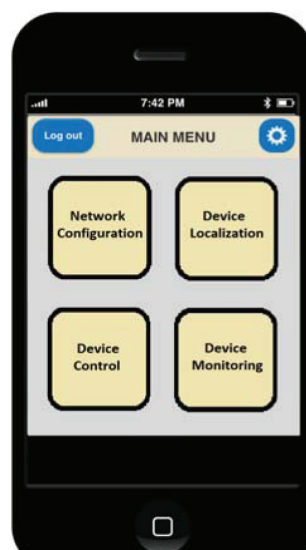 7:42 PM
Log out
MAIN MENU
Network
Configuration
Device
Localization
Device
Control
Device
Monitoring